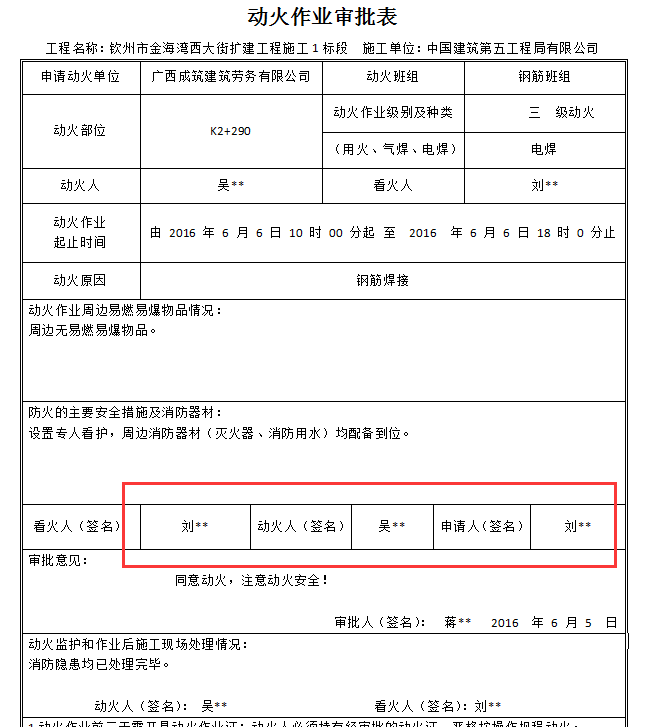 动火作业审批表
工程名称：钦州市金海湾西大街扩建工程施工1标段 施工单位：中国建筑第五工程局有限公司
申请动火单位 广西成筑建筑劳务有限公司 动火班组 钢筋班组
动火部位 K2+290 动火作业级别及种类 三 级动火
（用火、气焊、电焊） 电焊
动火人 吴** 看火人 刘**
动火作业
起止时间
由 2016 年 6 月 6 日 10 时 00 分起 至 2016 年 6 月 6 日 18 时 0 分止
动火原因 钢筋焊接
动火作业周边易燃易爆物品情况：
周边无易燃易爆物品。
防火的主要安全措施及消防器材：
设置专人看护，周边消防器材（灭火器、消防用水）均配备到位。
看火人（签名） 刘** 动火人（签名） 吴** 申请人（签名） 刘**
审批意见：
同意动火，注意动火安全！
审批人（签名）： 蒋** 2016 年 6 月 5 日
动火监护和作业后施工现场处理情况：
消防隐患均已处理完毕。
动火人（签名）： 吴** 看火人（签名）：刘**